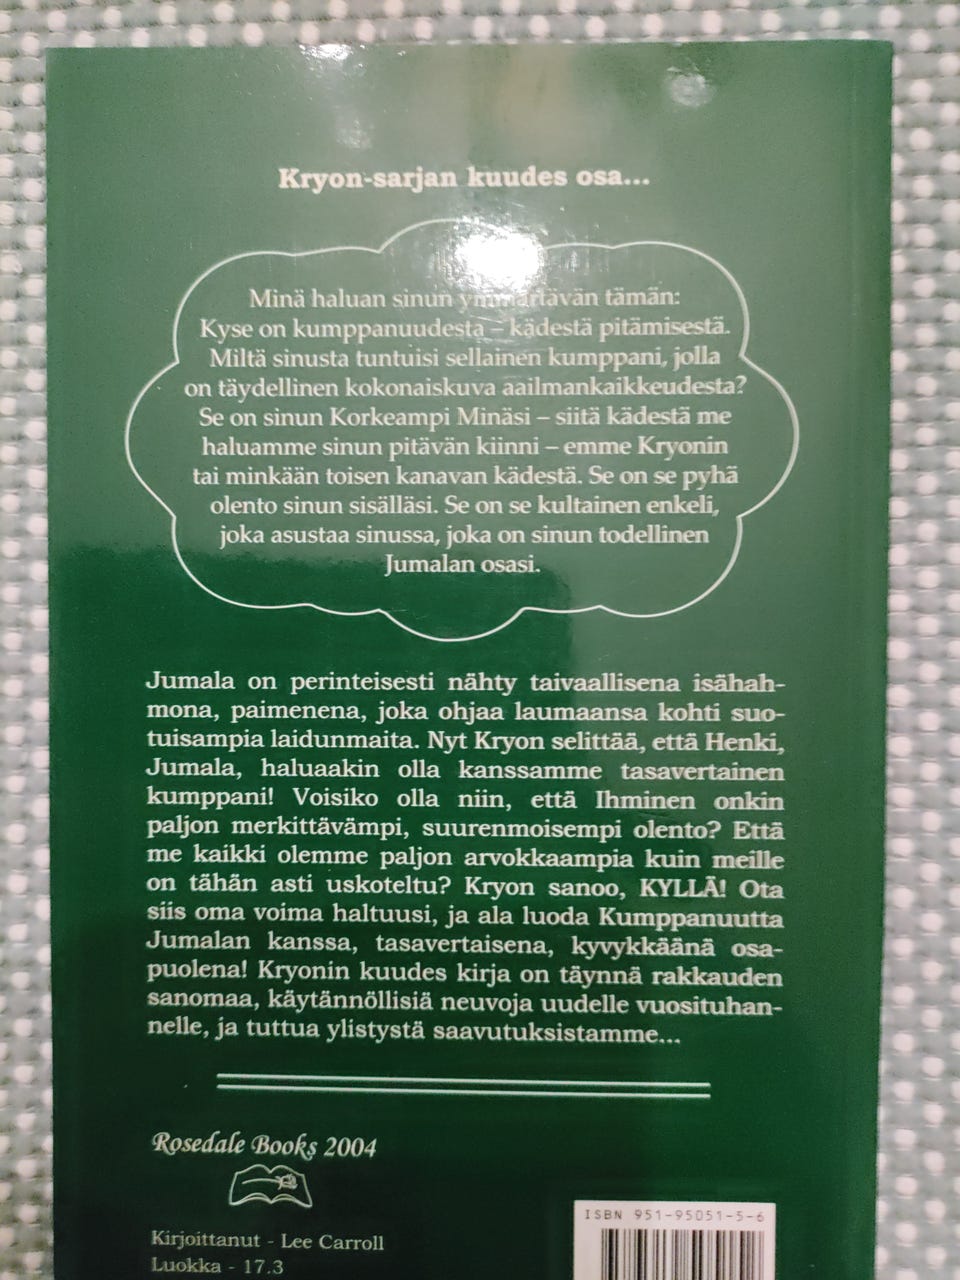 Kryon-sarjan kuudes osa...
Minä haluan sinun ymmärtävän tämän:
Kyse on kumppanuudesta – kädestä pitämisestä.
Miltä sinusta tuntuisi sellainen kumppani, jolla
on täydellinen kokonaiskuva aailmankaikkeudesta?
Se on sinun Korkeampi Minäsi – siitä kädestä me
haluamme sinun pitävän kiinni – emme Kryonin
tai minkään toisen kanavan kädestä. Se on se pyhä
olento sinun sisälläsi. Se on se kultainen enkeli,
joka asustaa sinussa, joka on sinun todellinen
Jumalan osasi.
Jumala on perinteisesti nähty taivaallisena isähah-
mona, paimenena, joka ohjaa laumaansa kohti suo-
tuisampia laidunmaita. Nyt Kryon selittää, että Henki,
Jumala, haluaakin olla kanssamme tasavertainen
kumppani! Voisiko olla niin, että Ihminen onkin
paljon merkittävämpi, suurenmoisempi olento? Että
me kaikki olemme paljon arvokkaampia kuin meille
on tähän asti uskoteltu? Kryon sanoo, KYLLÄ! Ota
siis oma voima haltuusi, ja ala luoda Kumppanuutta
Jumalan kanssa, tasavertaisena, kyvykkäänä osa-
puolena! Kryonin kuudes kirja on täynnä rakkauden
sanomaa, käytännöllisiä neuvoja uudelle vuosituhan-
nelle, ja tuttua ylistystä saavutuksistamme...
Rosedale Books 2004
Kirjoittanut - Lee Carroll
Luokka - 17.3
ISBN 951-95051-5-6